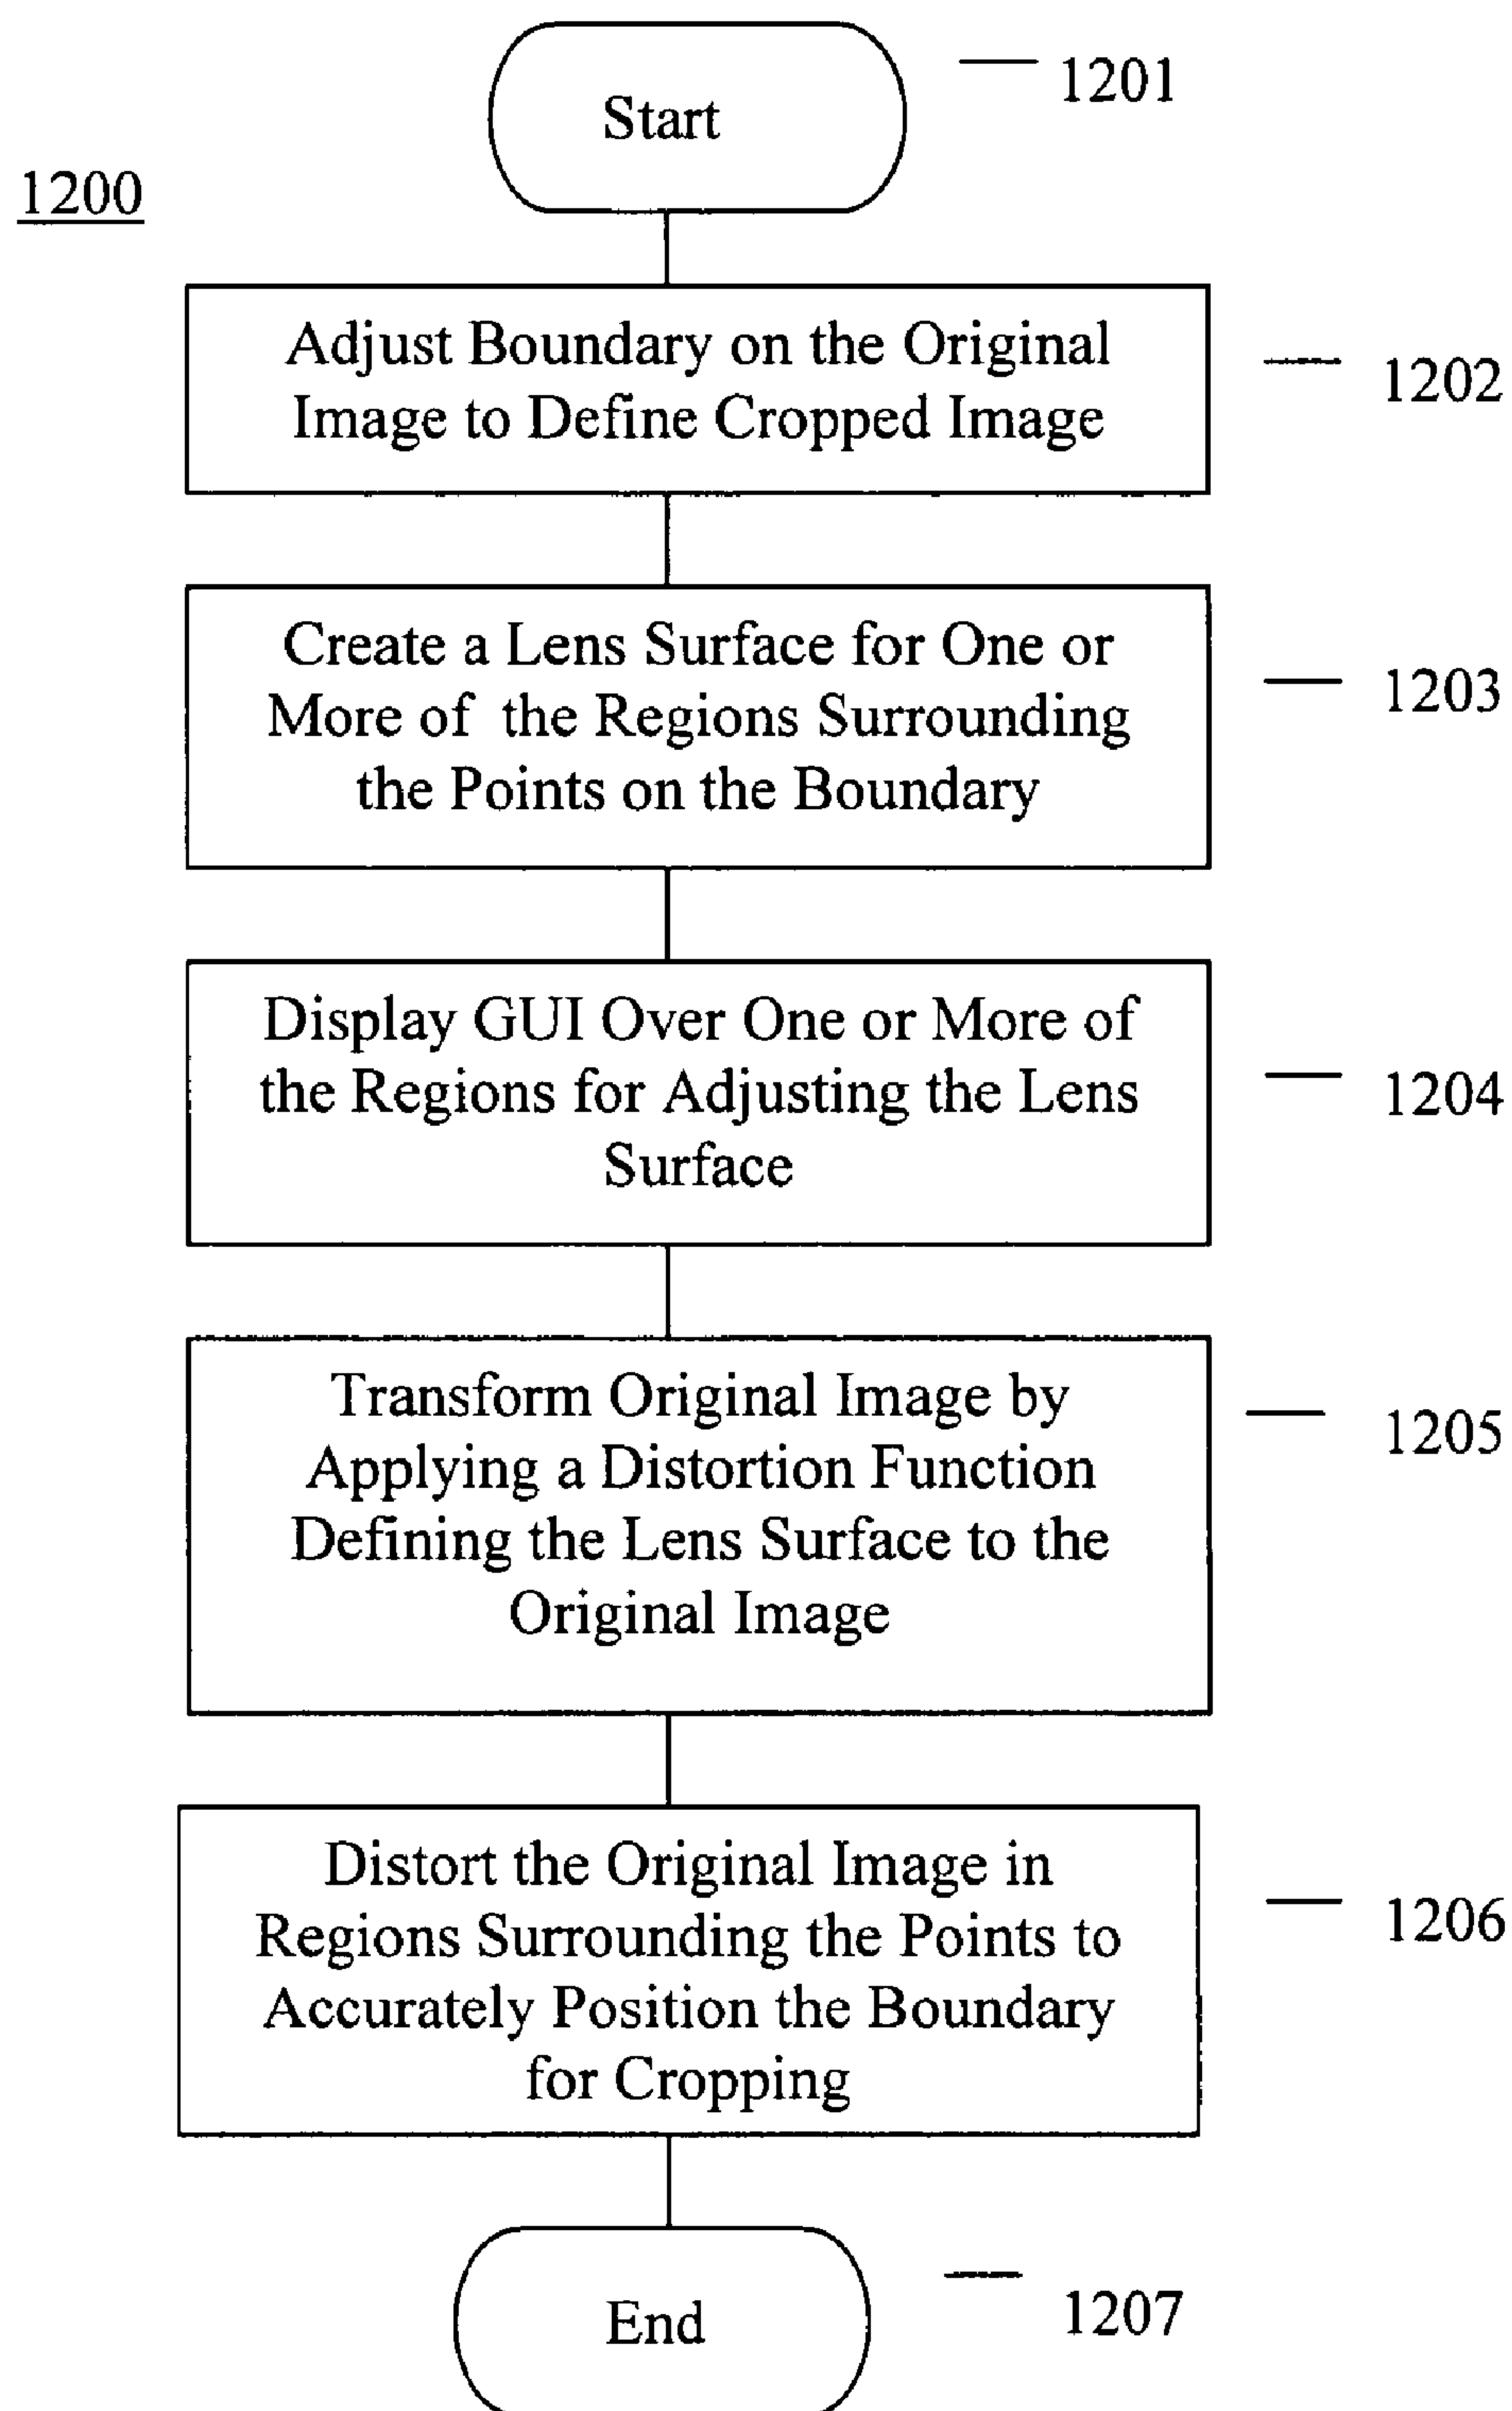 Start
1201
1200
Adjust Boundary on the Original
Image to Define Cropped Image
1202
Create a Lens Surface for One or
More of the Regions Surrounding
the Points on the Boundary
1203
Display GUI Over One or More of
the Regions for Adjusting the Lens
Surface
1204
Transform Original Image by
Applying a Distortion Function
Defining the Lens Surface to the
Original Image
1205
Distort the Original Image in
Regions Surrounding the Points to
Accurately Position the Boundary
for Cropping
1206
End
1207